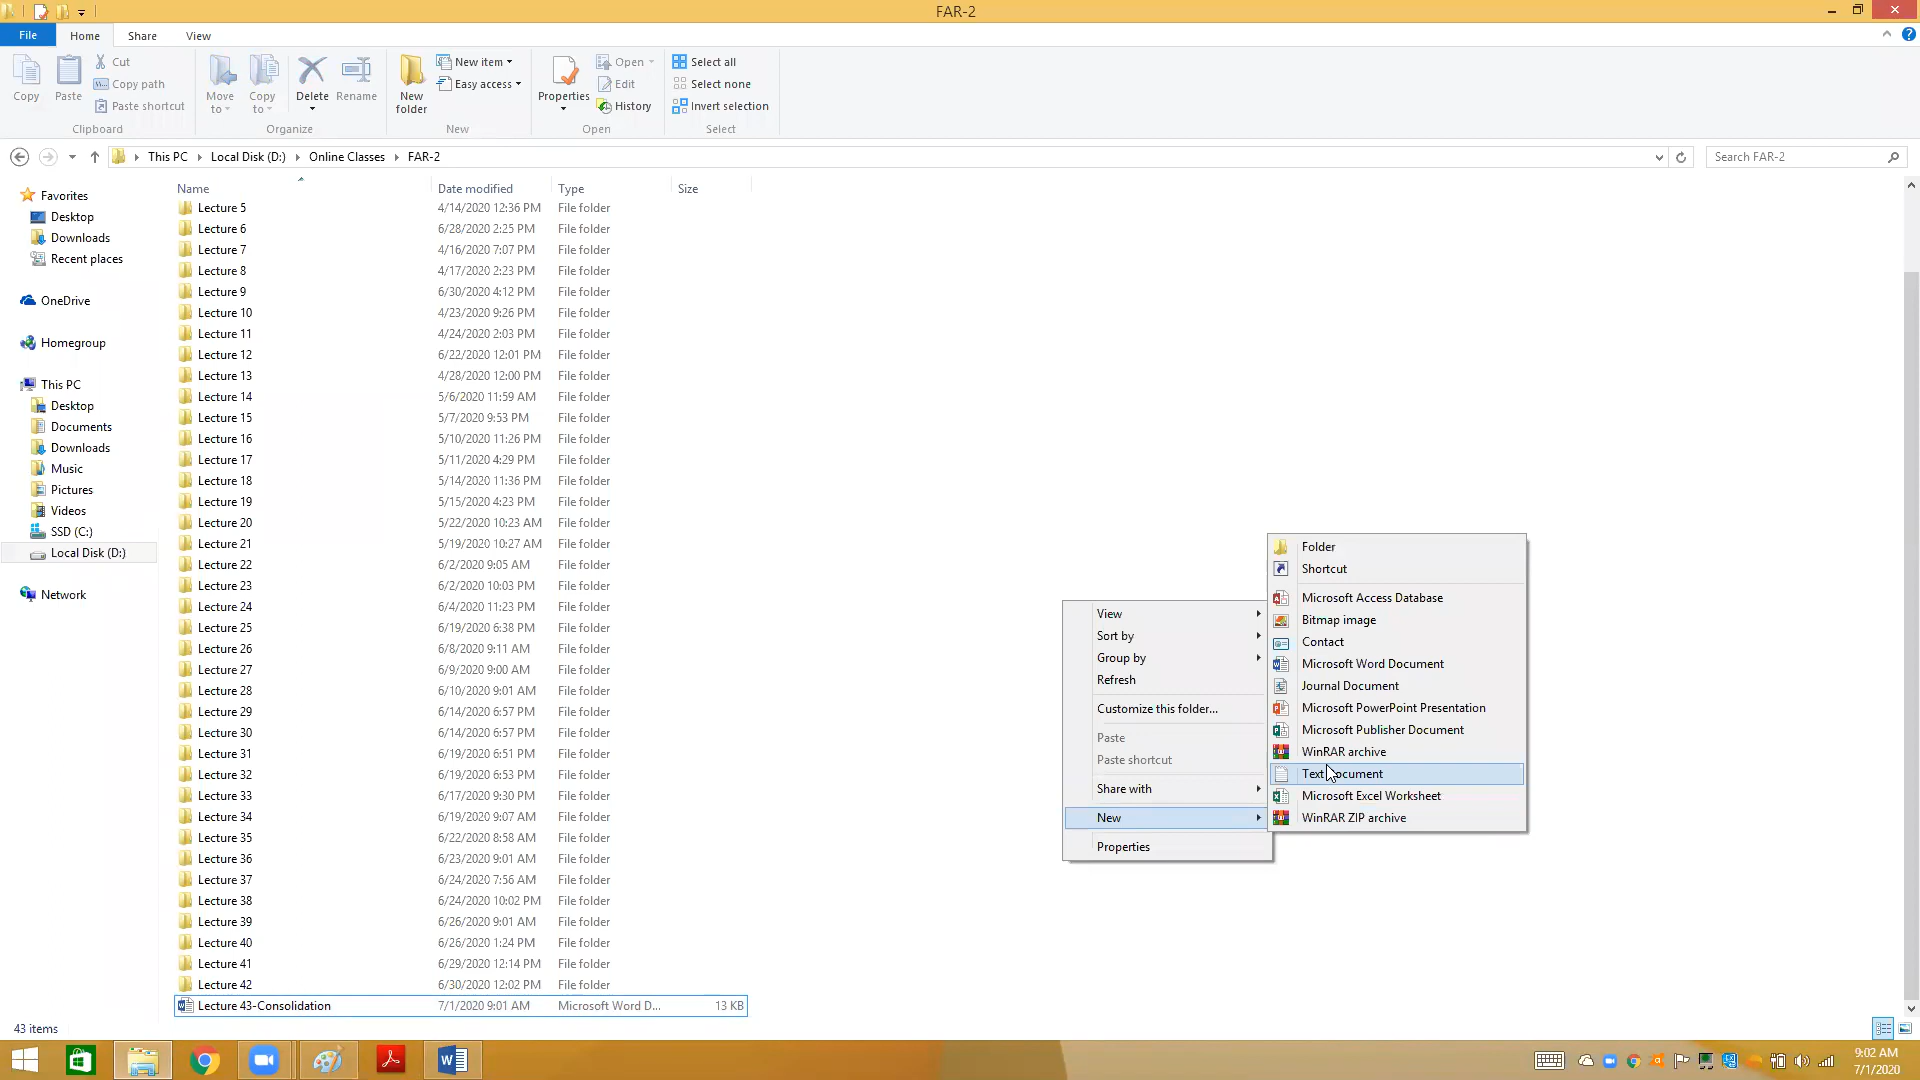 FAR-2
File Home Share View
Copy
Paste
Cut
Copy path
Paste shortcut
Clipboard
Move to
Copy to
Delete
Rename
Organize
New folder
New item
Easy access
New
Properties
Open
Edit
History
Open
Select all
Select none
Invert selection
Select
This PC Local Disk (D:) Online Classes FAR-2
Search FAR-2
Favorites
Desktop
Downloads
Recent places
OneDrive
Homegroup
This PC
Desktop
Documents
Downloads
Music
Pictures
Videos
SSD (C:)
Local Disk (D:)
Network
Name Date modified Type Size
Lecture 5 4/14/2020 12:36 PM File folder
Lecture 6 6/28/2020 2:25 PM File folder
Lecture 7 4/16/2020 7:07 PM File folder
Lecture 8 4/17/2020 2:23 PM File folder
Lecture 9 6/30/2020 4:12 PM File folder
Lecture 10 4/23/2020 9:26 PM File folder
Lecture 11 4/24/2020 2:03 PM File folder
Lecture 12 6/22/2020 12:01 PM File folder
Lecture 13 4/28/2020 12:00 PM File folder
Lecture 14 5/6/2020 11:59 AM File folder
Lecture 15 5/7/2020 9:53 PM File folder
Lecture 16 5/10/2020 11:26 PM File folder
Lecture 17 5/11/2020 4:29 PM File folder
Lecture 18 5/14/2020 11:36 PM File folder
Lecture 19 5/15/2020 4:23 PM File folder
Lecture 20 5/22/2020 10:23 AM File folder
Lecture 21 5/19/2020 10:27 AM File folder
Lecture 22 6/2/2020 9:05 AM File folder
Lecture 23 6/2/2020 10:03 PM File folder
Lecture 24 6/4/2020 11:23 PM File folder
Lecture 25 6/19/2020 6:38 PM File folder
Lecture 26 6/8/2020 9:11 AM File folder
Lecture 27 6/9/2020 9:00 AM File folder
Lecture 28 6/10/2020 9:01 AM File folder
Lecture 29 6/14/2020 6:57 PM File folder
Lecture 30 6/14/2020 6:57 PM File folder
Lecture 31 6/19/2020 6:51 PM File folder
Lecture 32 6/19/2020 6:53 PM File folder
Lecture 33 6/17/2020 9:30 PM File folder
Lecture 34 6/19/2020 9:07 AM File folder
Lecture 35 6/22/2020 8:58 AM File folder
Lecture 36 6/23/2020 9:01 AM File folder
Lecture 37 6/24/2020 7:56 AM File folder
Lecture 38 6/24/2020 10:02 PM File folder
Lecture 39 6/26/2020 9:01 AM File folder
Lecture 40 6/26/2020 1:24 PM File folder
Lecture 41 6/29/2020 12:14 PM File folder
Lecture 42 6/30/2020 12:02 PM File folder
Lecture 43-Consolidation 7/1/2020 9:01 AM Microsoft Word D... 13 KB
View
Sort by
Group by
Refresh
Customize this folder...
Paste
Paste shortcut
Share with
New
Properties
Folder
Shortcut
Microsoft Access Database
Bitmap image
Contact
Microsoft Word Document
Journal Document
Microsoft PowerPoint Presentation
Microsoft Publisher Document
WinRAR archive
Text Document
Microsoft Excel Worksheet
WinRAR ZIP archive
43 items
9:02 AM
7/1/2020